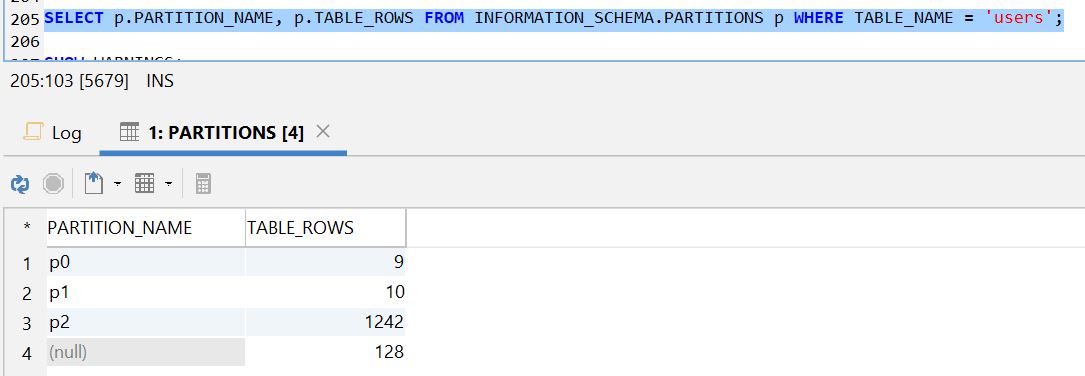 205 SELECT p.PARTITION_NAME, p.TABLE_ROWS FROM INFORMATION_SCHEMA.PARTITIONS p WHERE TABLE_NAME = 'users';
206
205:103 [5679] INS
Log 1: PARTITIONS [4]
* PARTITION_NAME TABLE_ROWS
1 p0 9
2 p1 10
3 p2 1242
4 (null) 128